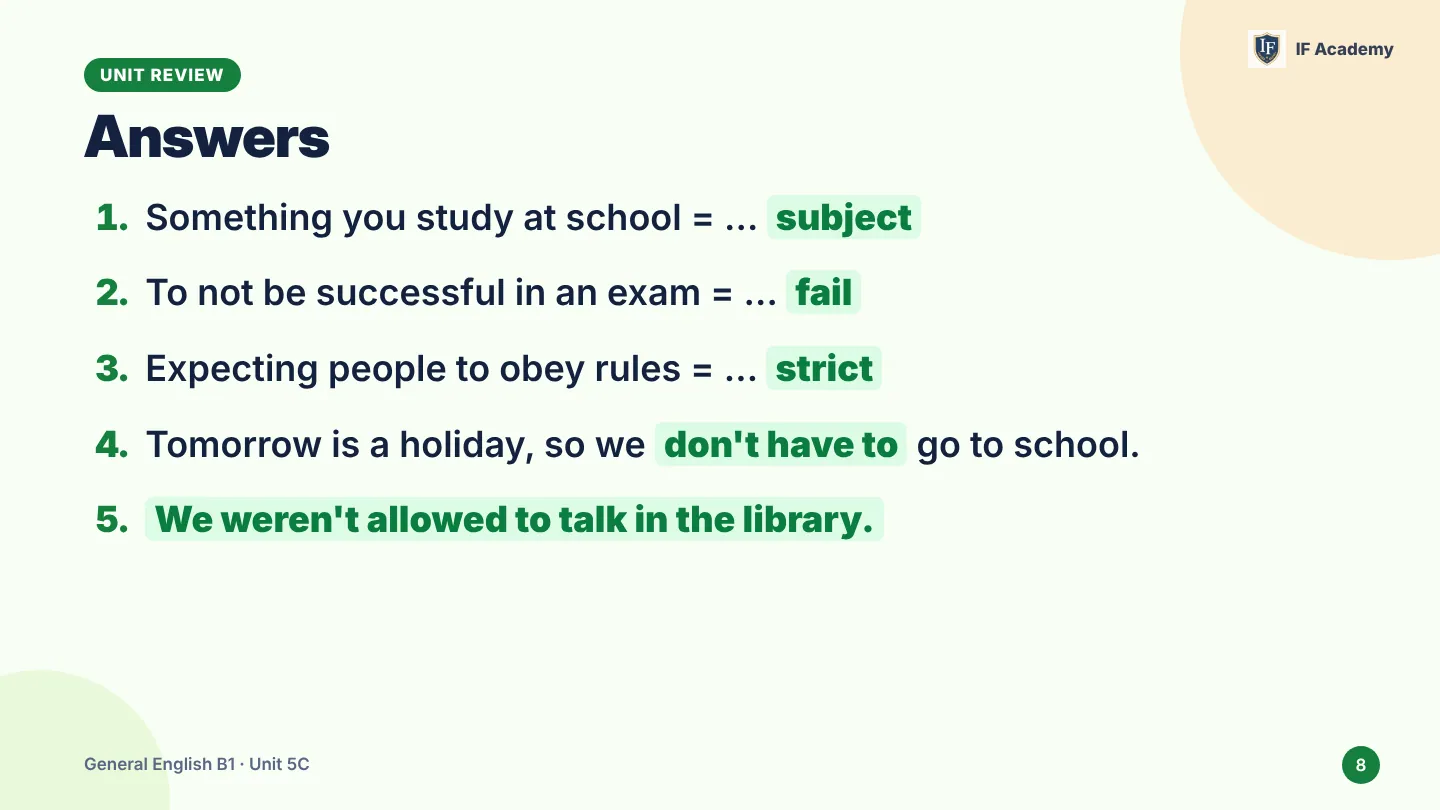 IF IF Academy
UNIT REVIEW
Answers
1. Something you study at school = ... subject
2. To not be successful in an exam = ... fail
3. Expecting people to obey rules = ... strict
4. Tomorrow is a holiday, so we don't have to go to school.
5. We weren't allowed to talk in the library.
General English B1 · Unit 5C
8